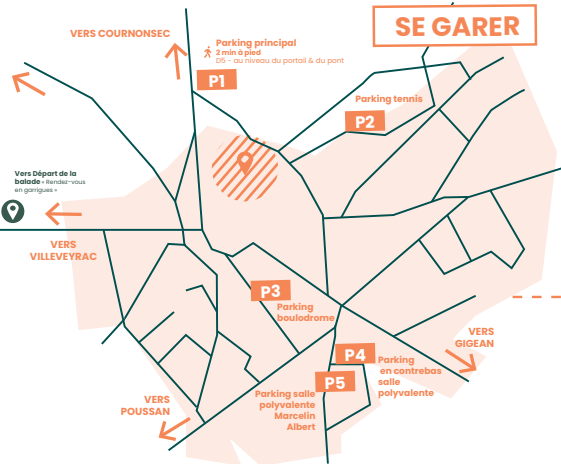 SE GARER
VERS COURNONSEC
Parking principal
2 min à pied
D5 - au niveau du portail & du pont
P1
Parking tennis
P2
Vers Départ de la
balade « Rendez-vous
en garrigues »
VERS
VILLEVEYRAC
P3
Parking
boulodrome
VERS
GIGEAN
P4
Parking
en contrebas
salle
polyvalente
P5
Parking salle
polyvalente
Marcelin
Albert
VERS
POUSSAN